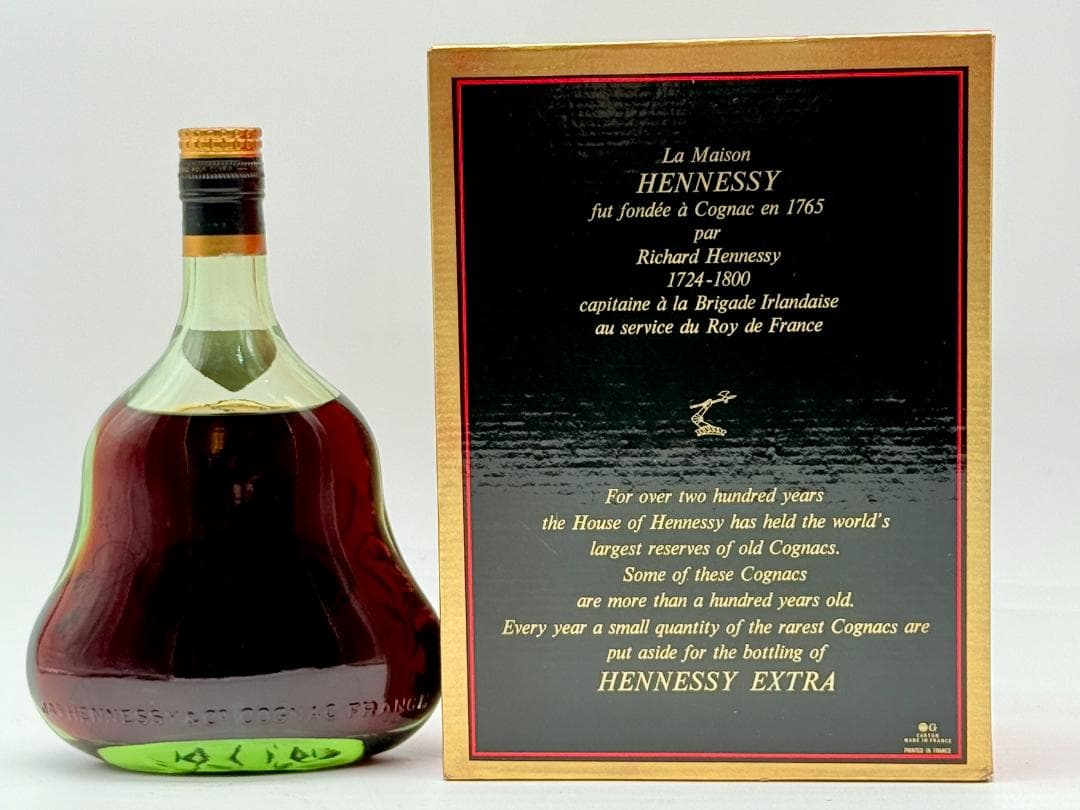 La Maison
HENNESSY
fut fondée à Cognac en 1765
par
Richard Hennessy
1724-1800
capitaine à la Brigade Irlandaise
au service du Roy de France
For over two hundred years
the House of Hennessy has held the world's
largest reserves of old Cognacs.
Some of these Cognacs
are more than a hundred years old.
Every year a small quantity of the rarest Cognacs are
put aside for the bottling of
HENNESSY EXTRA
G
CARTON
MADE IN FRANCE
PRINTED IN FRANCE
JAS HENNESSY & Cº COGNAC FRANCE